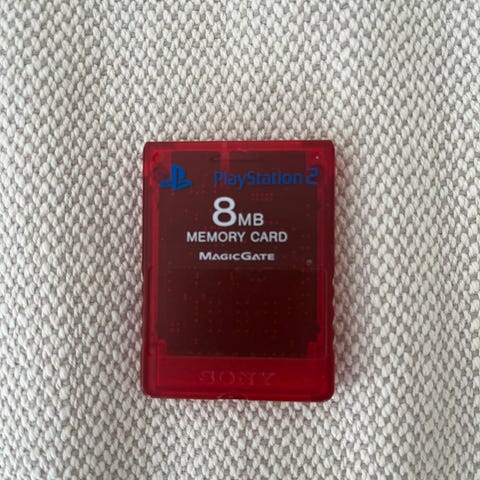 PlayStation 2
8MB
MEMORY CARD
MAGICGATE
SONY